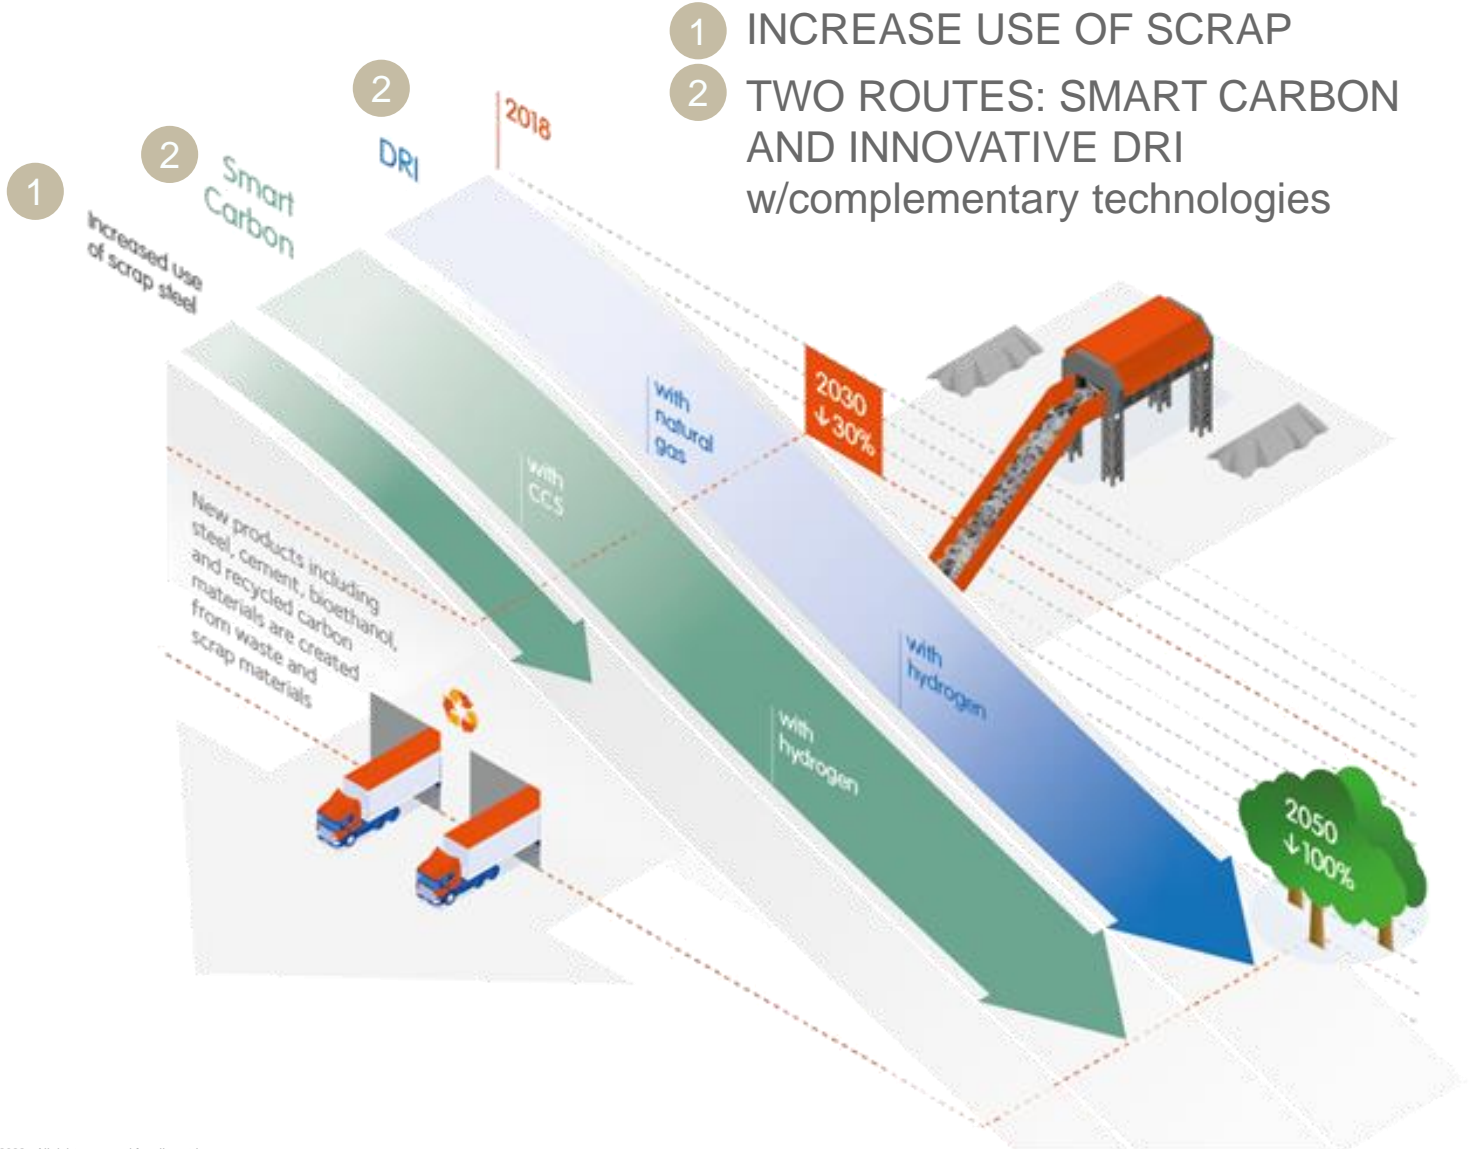 1 INCREASE USE OF SCRAP
2 TWO ROUTES: SMART CARBON
AND INNOVATIVE DRI
w/complementary technologies
2
2018
DRI
2
Smart
Carbon
1
Increased use
of scrap steel
with
natural
gas
2030
↓30%
with
CCS
New products including
steel, cement, bioethanol,
and recycled carbon
materials are created
from waste and
scrap materials
with
hydrogen
with
hydrogen
2050
↓100%